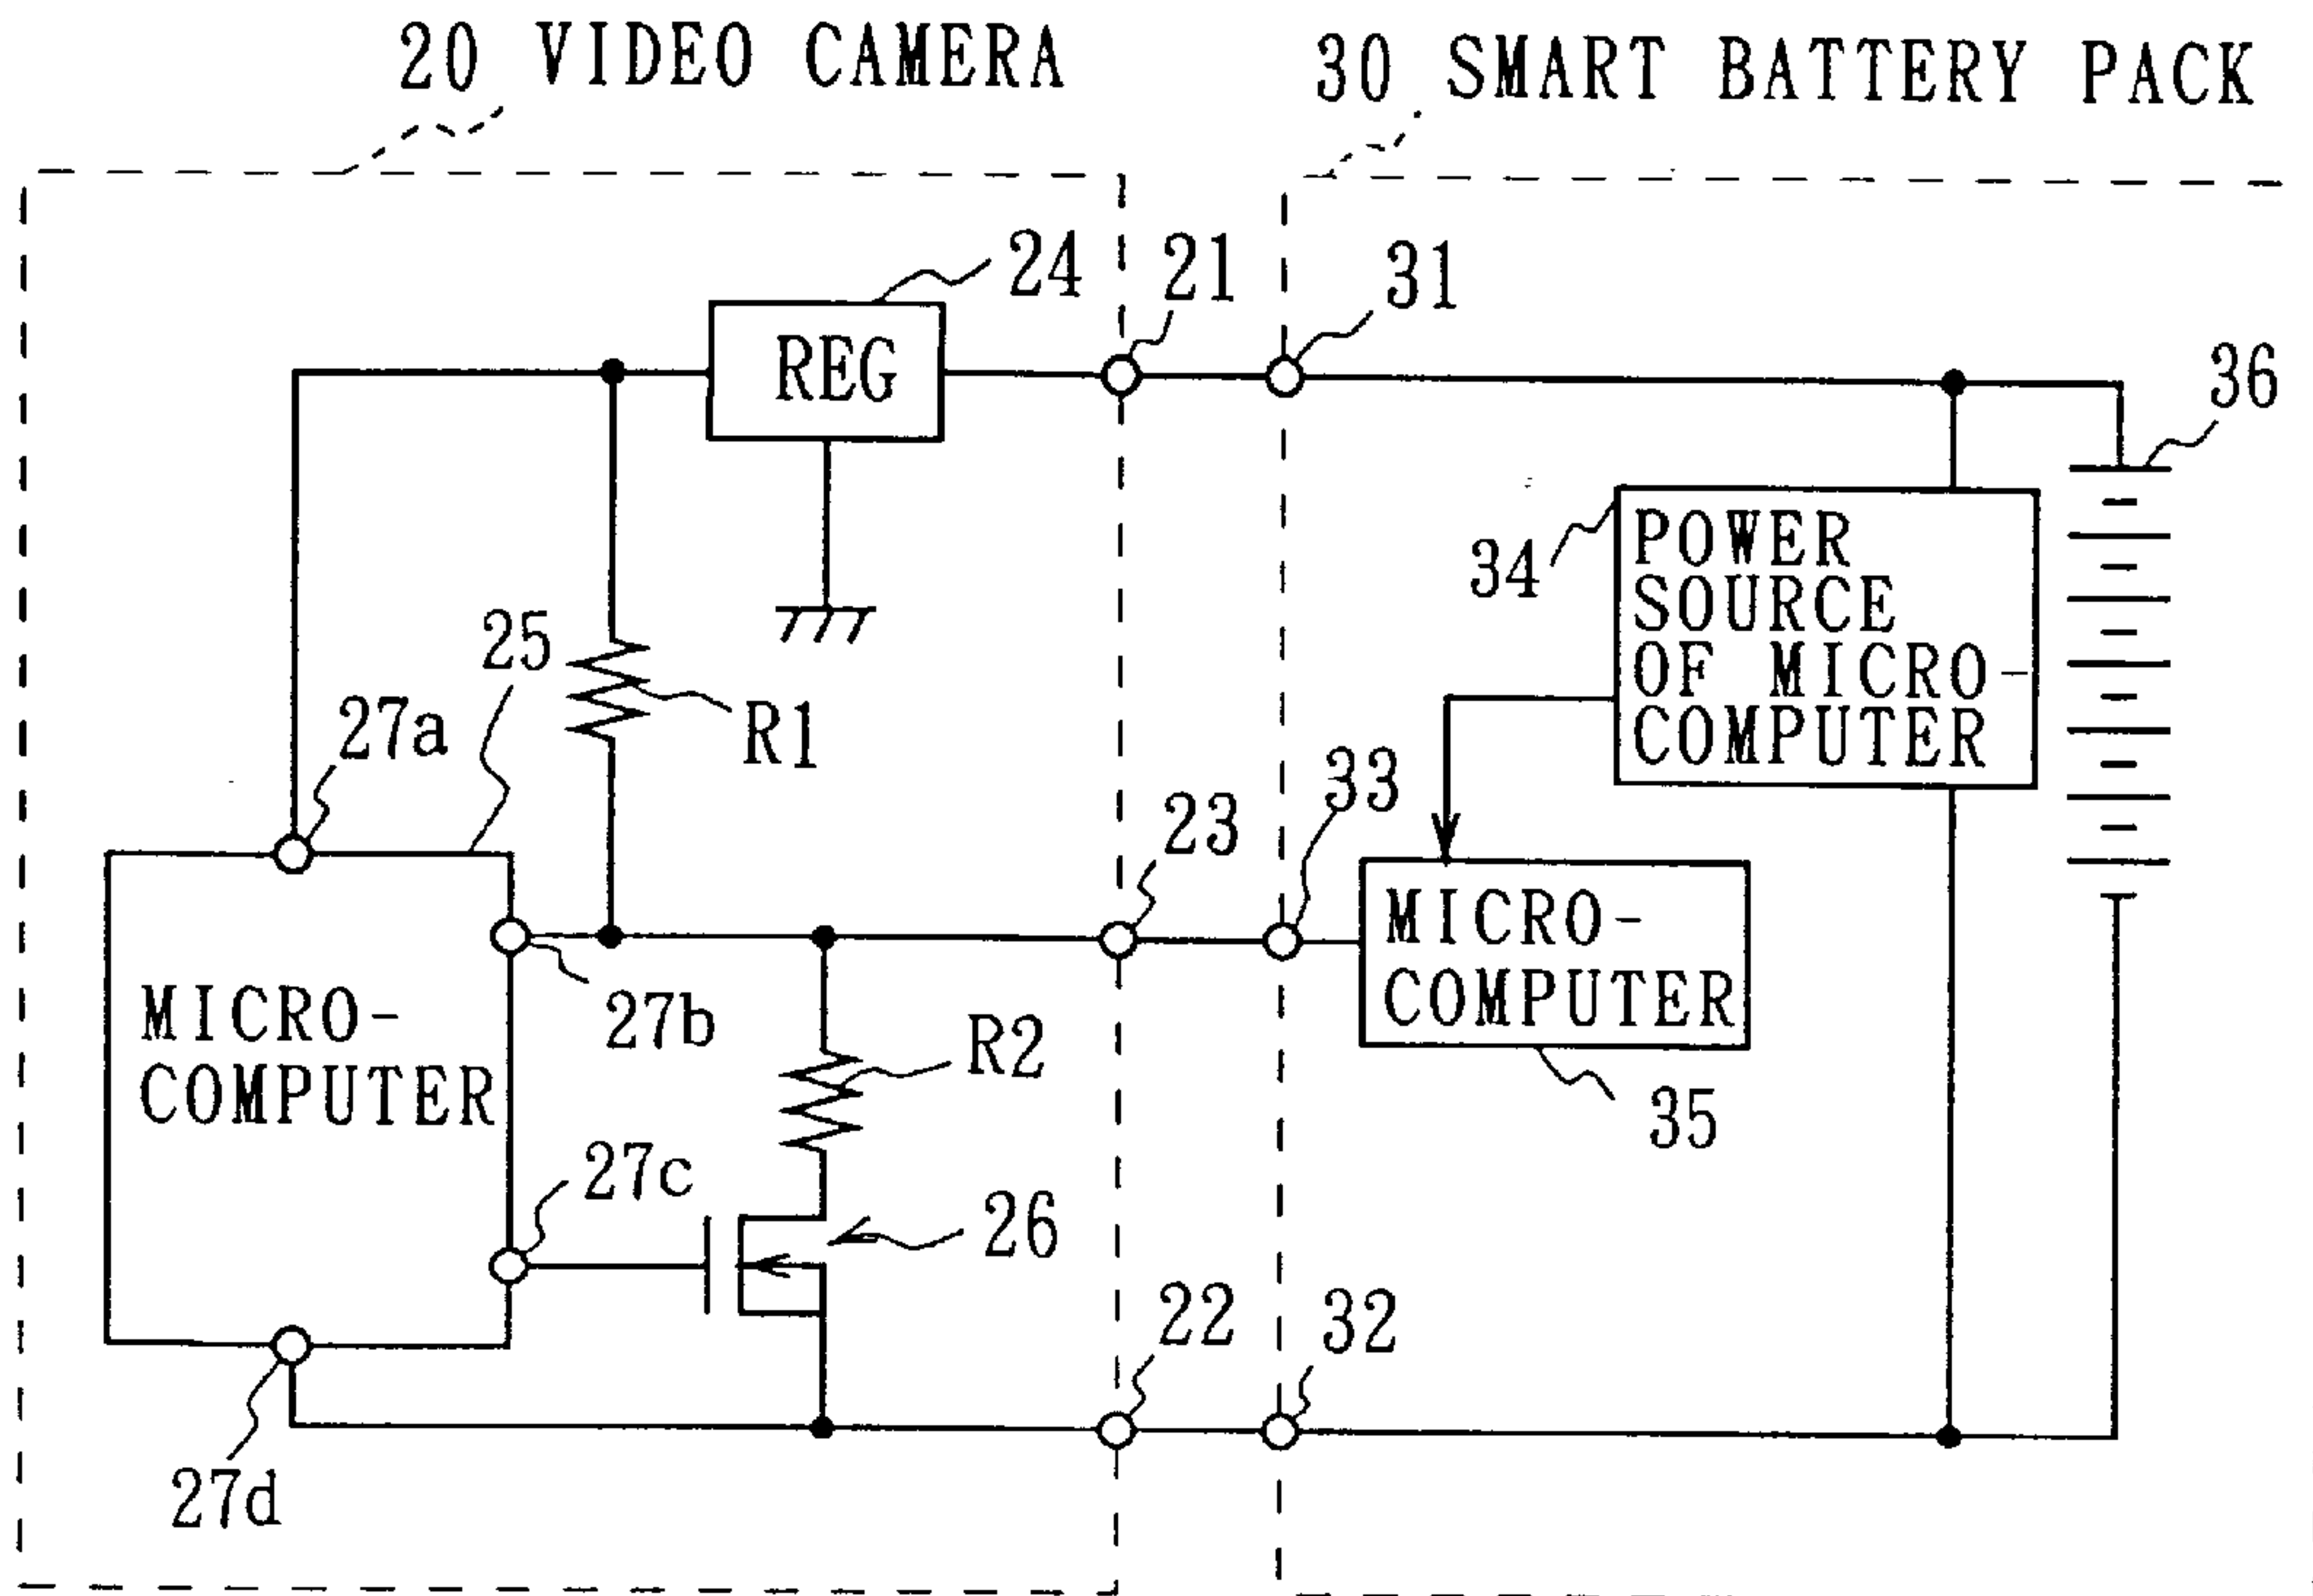 20 VIDEO CAMERA
30 SMART BATTERY PACK
24
21
31
REG
36
34
POWER
SOURCE
OF MICRO-
COMPUTER
25
27a
R1
23
33
MICRO-
COMPUTER
27b
MICRO-
COMPUTER
R2
35
27c
26
22
32
27d